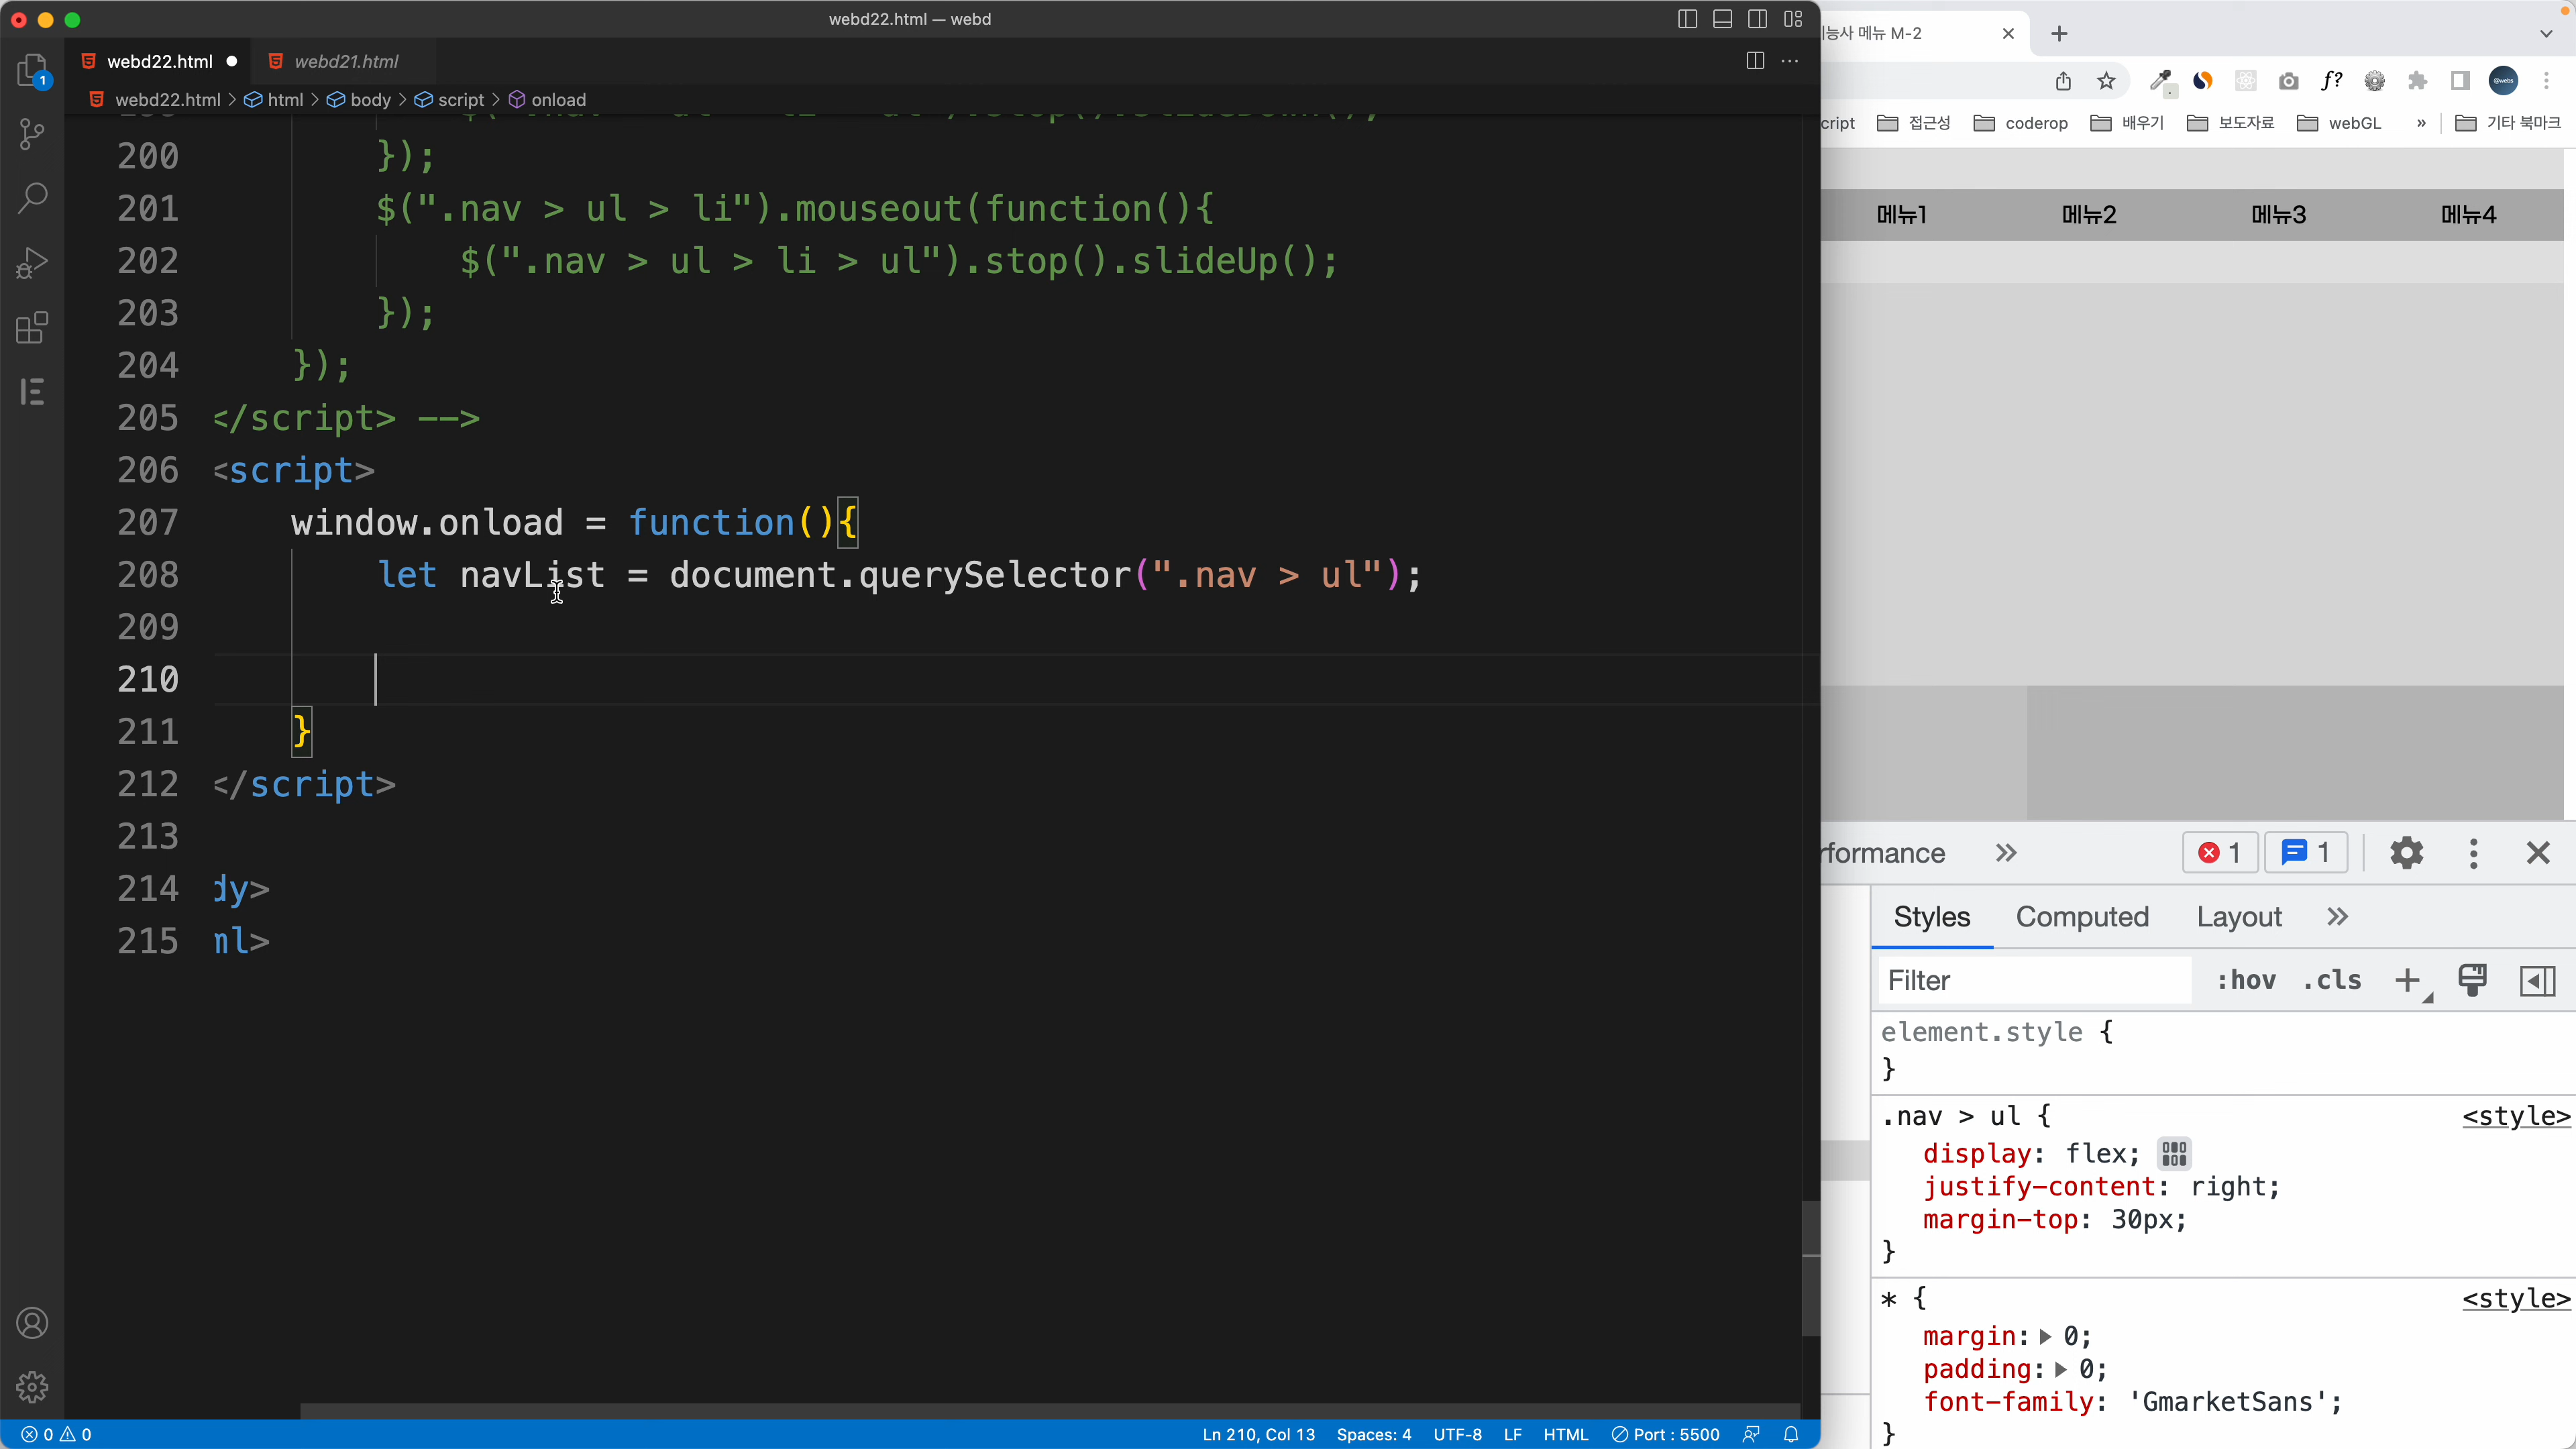 webd22.html — webd
webd22.html
webd21.html
webd22.html > html > body > script > onload
200 });
201 $(".nav > ul > li").mouseout(function(){
202 $(".nav > ul > li > ul").stop().slideUp();
203 });
204 });
205 </script> -->
206 <script>
207 window.onload = function(){
208 let navList = document.querySelector(".nav > ul");
209
210
211 }
212 </script>
213
214 dy>
215 ml>
1
0 0
Ln 210, Col 13 Spaces: 4 UTF-8 LF HTML Port : 5500
능사 메뉴 M-2
f?
cript 접근성 coderop 배우기 보도자료 webGL » 기타 북마크
메뉴1 메뉴2 메뉴3 메뉴4
rformance » 1 1
Styles Computed Layout »
Filter :hov .cls
element.style {
}
.nav > ul { <style>
display: flex;
justify-content: right;
margin-top: 30px;
}
* { <style>
margin: 0;
padding: 0;
font-family: 'GmarketSans';
}